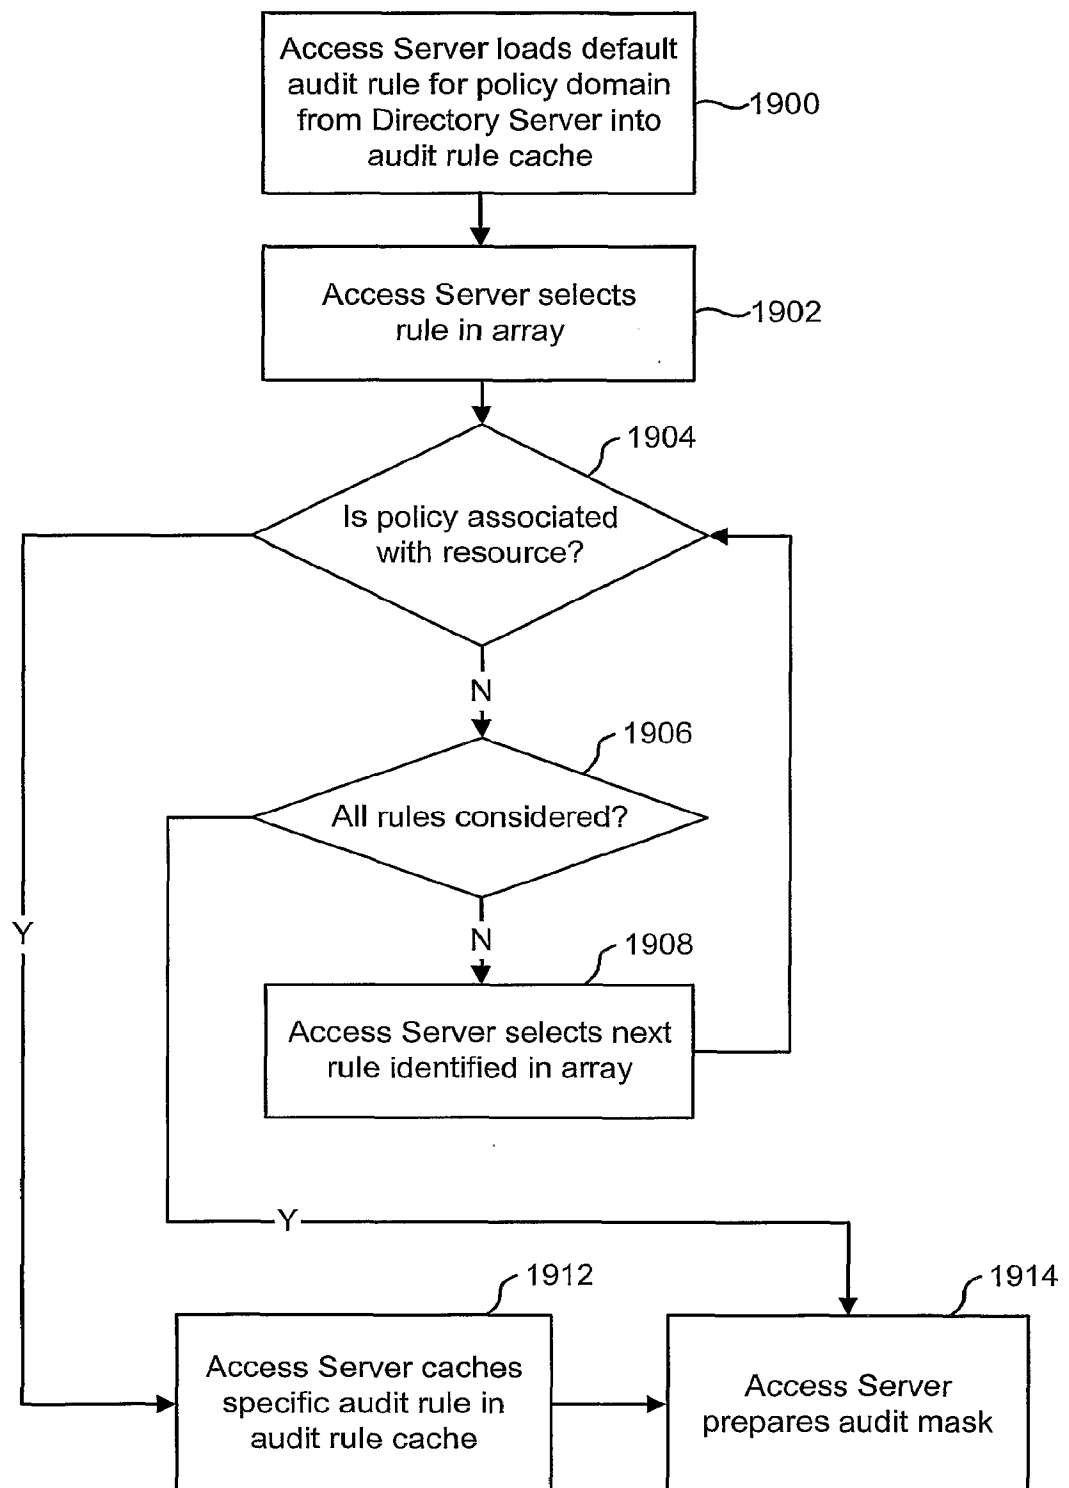 Access Server loads default
audit rule for policy domain
from Directory Server into
audit rule cache
1900
Access Server selects
rule in array
1902
1904
Is policy associated
with resource?
N
1906
All rules considered?
Y
N
1908
Access Server selects next
rule identified in array
Y
1912
1914
Access Server caches
specific audit rule in
audit rule cache
Access Server
prepares audit mask